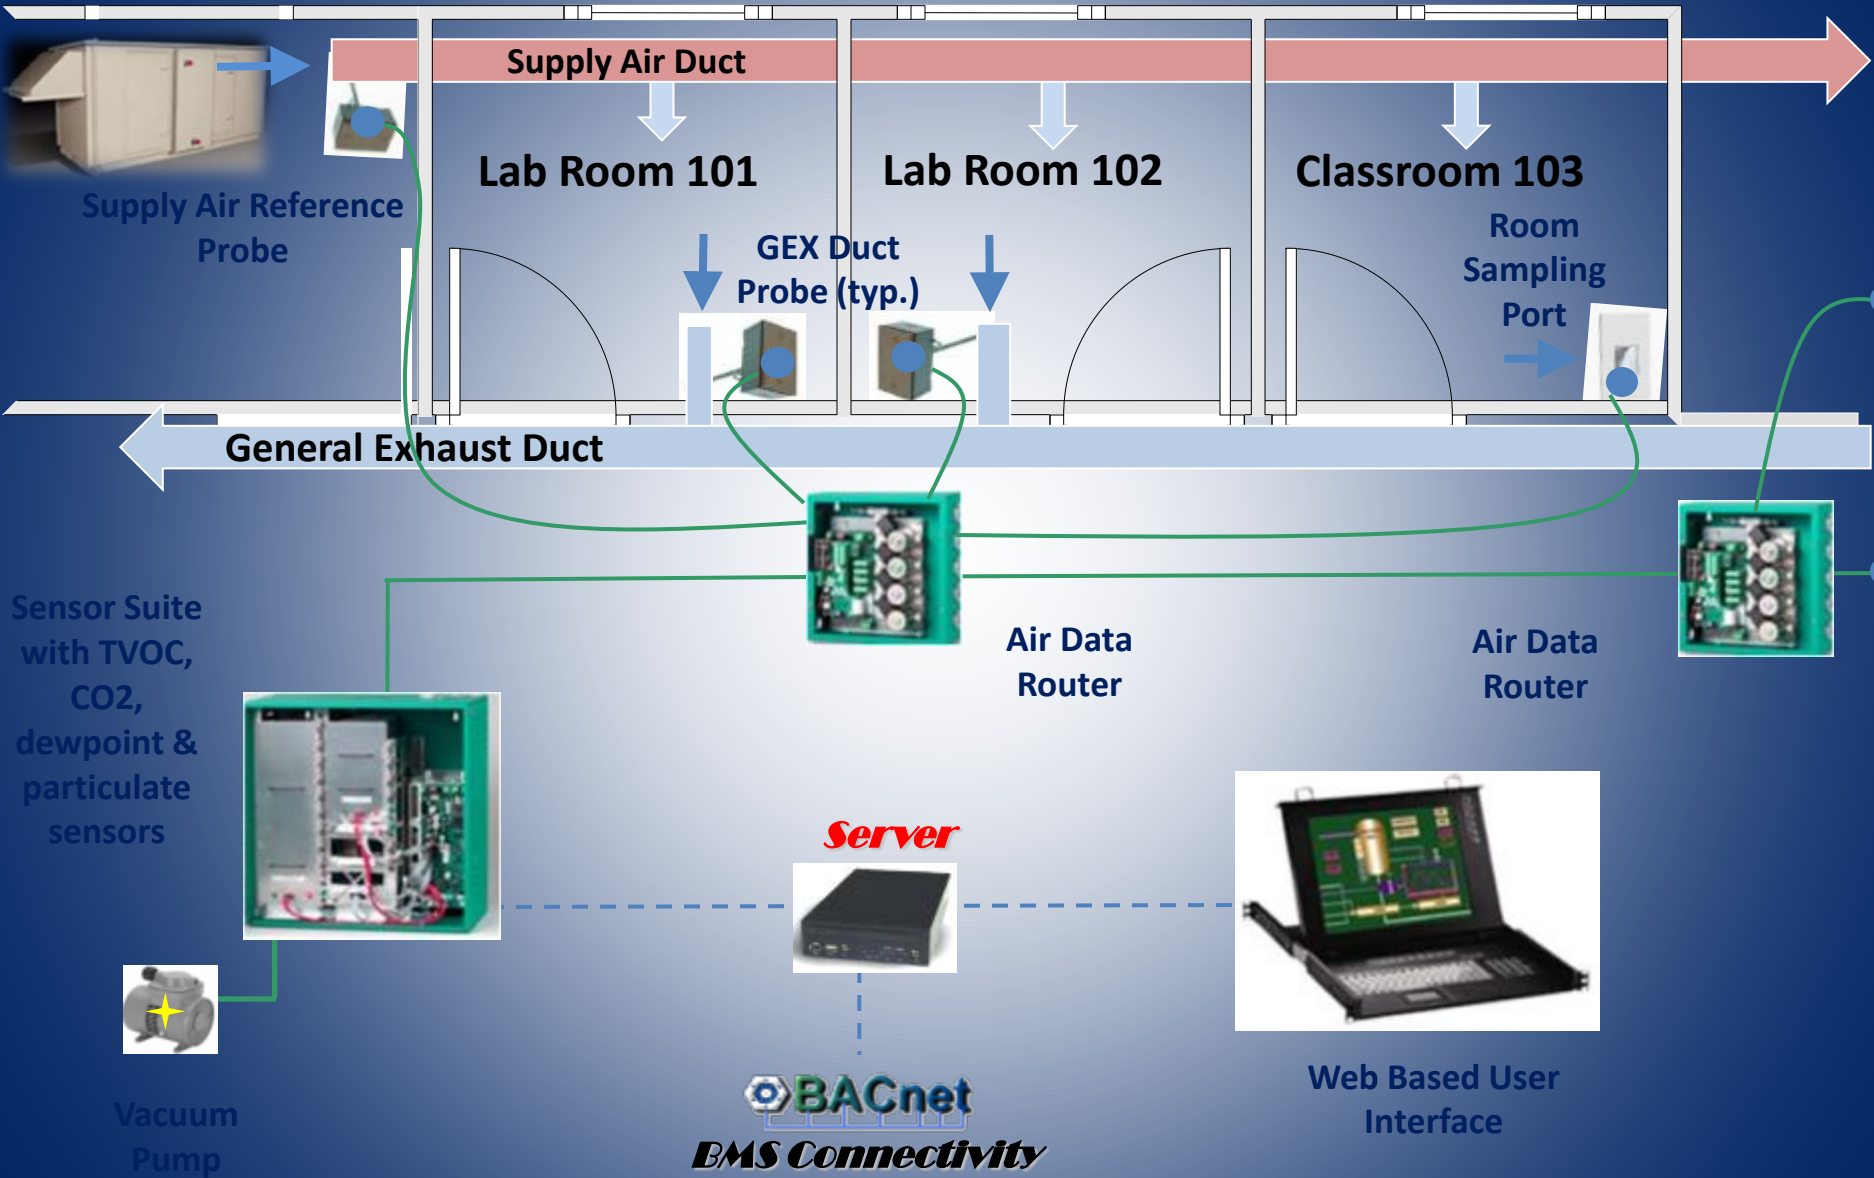 Supply Air Duct
Lab Room 101
Lab Room 102
Classroom 103
Supply Air Reference
Probe
GEX Duct
Probe (typ.)
Room
Sampling
Port
General Exhaust Duct
Sensor Suite
with TVOC,
CO2,
dewpoint &
particulate
sensors
Air Data
Router
Air Data
Router
Server
Vacuum
Pump
BACnet
BMS Connectivity
Web Based User
Interface